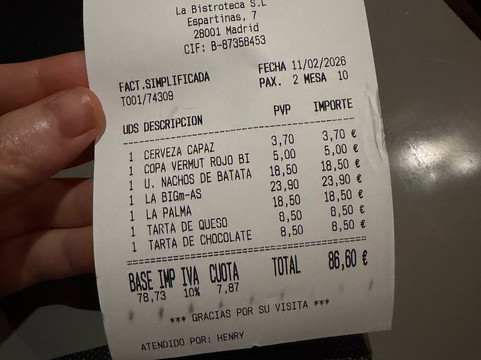 La Bistroteca S.L
Espartinas, 7
28001 Madrid
CIF: B-87358453
FACT.SIMPLIFICADA FECHA 11/02/2026
T001/74309 PAX. 2 MESA 10
UDS DESCRIPCION PVP IMPORTE
1 CERVEZA CAPAZ 3,70 3,70 €
1 COPA VERMUT ROJO BI 5,00 5,00 €
1 U. NACHOS DE BATATA 18,50 18,50 €
1 LA BIGm-AS 23,90 23,90 €
1 LA PALMA 18,50 18,50 €
1 TARTA DE QUESO 8,50 8,50 €
1 TARTA DE CHOCOLATE 8,50 8,50 €
BASE IMP IVA CUOTA TOTAL 86,60 €
78,73 10% 7,87
*** GRACIAS POR SU VISITA ***
ATENDIDO POR: HENRY